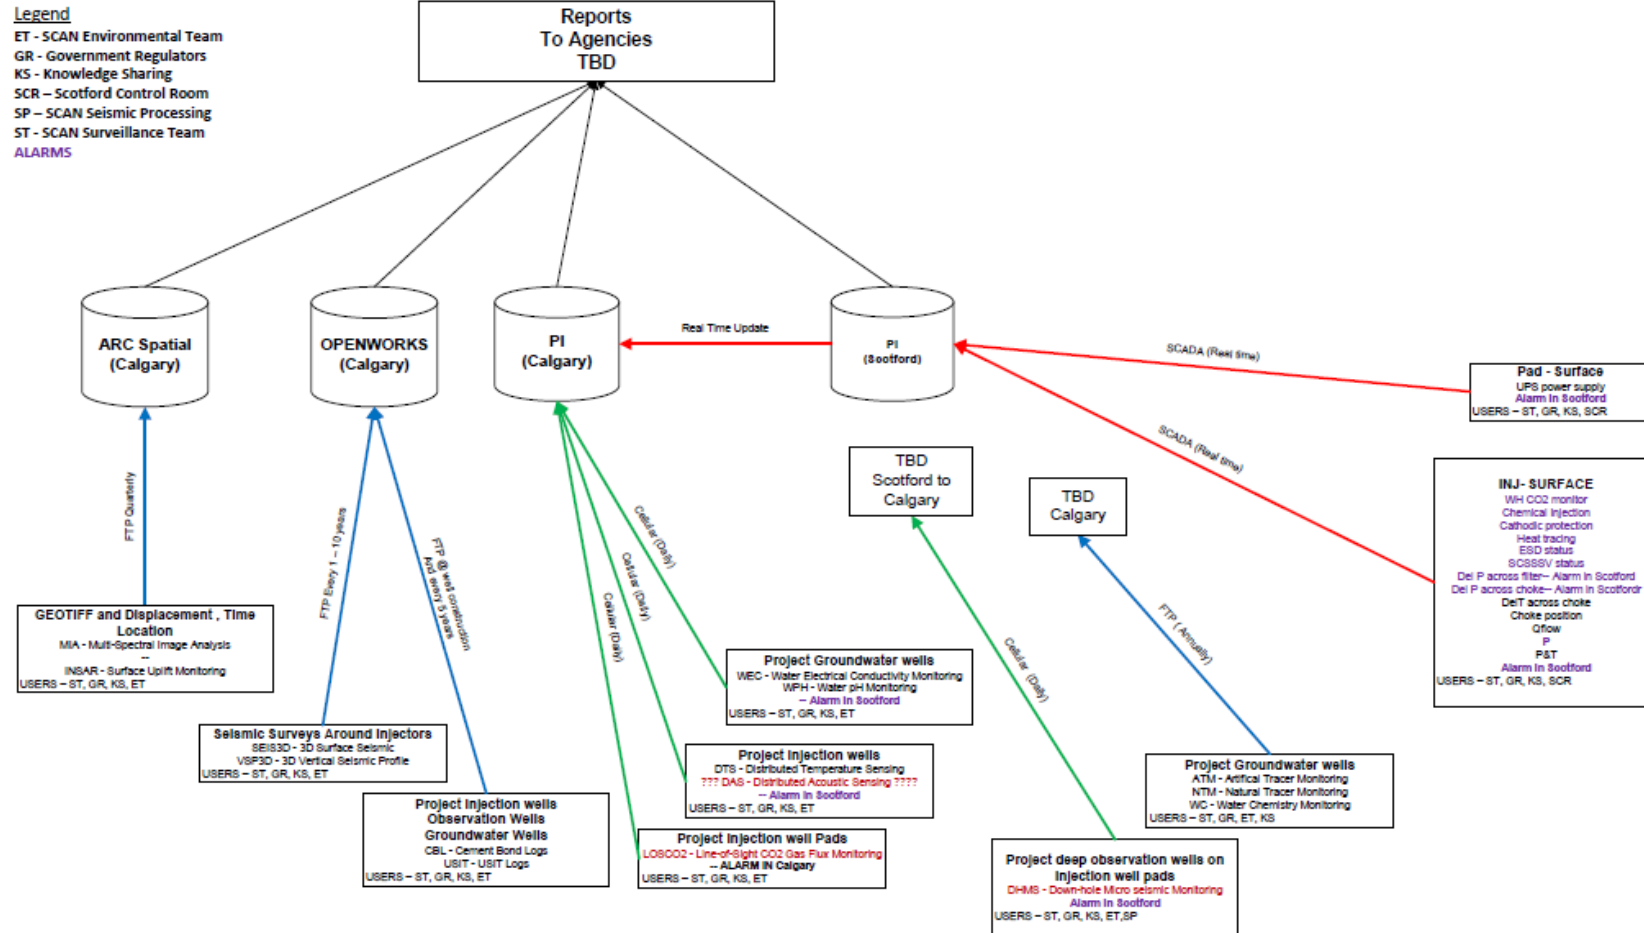 Legend
ET - SCAN Environmental Team
GR - Government Regulators
KS - Knowledge Sharing
SCR – Scotford Control Room
SP – SCAN Seismic Processing
ST - SCAN Surveillance Team
ALARMS
Reports
To Agencies
TBD
ARC Spatial
(Calgary)
OPENWORKS
(Calgary)
PI
(Calgary)
Real Time Update
PI
(Scotford)
SCADA (Real time)
Pad - Surface
UPS power supply
Alarm in Scotford
USERS – ST, GR, KS, SCR
SCADA (Real time)
INJ- SURFACE
WH CO2 monitor
Chemical Injection
Cathodic protection
Heat tracing
ESD status
SCSSSV status
Del P across filter– Alarm in Scotford
Del P across choke– Alarm in Scotfordr
DelT across choke
Choke position
Qflow
P
P&T
Alarm in Scotford
USERS – ST, GR, KS, SCR
TBD
Scotford to
Calgary
TBD
Calgary
FTP Quarterly
FTP Every 1 – 10 years
FTP @ well construction
And every 5 years
Cellular (Daily)
Cellular (Daily)
Cellular (Daily)
Cellular (Daily)
FTP ( Annually)
GEOTIFF and Displacement , Time
Location
MIA - Multi-Spectral Image Analysis
--
INSAR - Surface Uplift Monitoring
USERS – ST, GR, KS, ET
Seismic Surveys Around Injectors
SEIS3D - 3D Surface Seismic
VSP3D - 3D Vertical Seismic Profile
USERS – ST, GR, KS, ET
Project Injection wells
Observation Wells
Groundwater Wells
CBL - Cement Bond Logs
USIT - USIT Logs
USERS – ST, GR, KS, ET
Project Groundwater wells
WEC - Water Electrical Conductivity Monitoring
WPH - Water pH Monitoring
-- Alarm in Scotford
USERS – ST, GR, KS, ET
Project Injection wells
DTS - Distributed Temperature Sensing
??? DAS - Distributed Acoustic Sensing ????
-- Alarm in Scotford
USERS – ST, GR, KS, ET
Project Injection well Pads
LOSCO2 - Line-of-Sight CO2 Gas Flux Monitoring
-- ALARM IN Calgary
USERS – ST, GR, KS, ET
Project Groundwater wells
ATM - Artifical Tracer Monitoring
NTM - Natural Tracer Monitoring
WC - Water Chemistry Monitoring
USERS – ST, GR, ET, KS
Project deep observation wells on
Injection well pads
DHMS - Down-hole Micro seismic Monitoring
Alarm in Scotford
USERS – ST, GR, KS, ET,SP